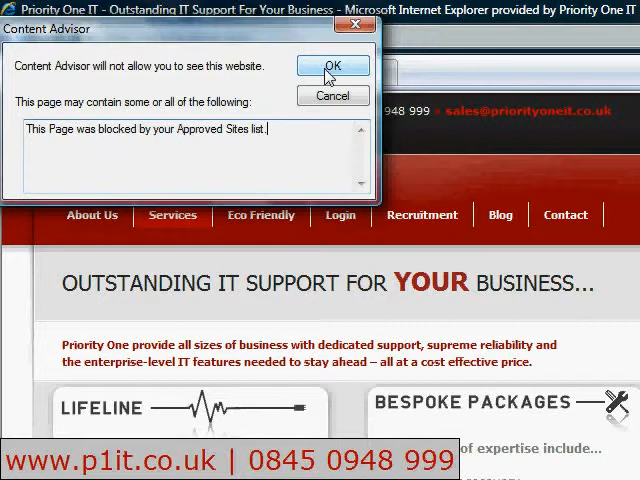 Priority One IT - Outstanding IT Support For Your Business - Microsoft Internet Explorer provided by Priority One IT
Content Advisor
Content Advisor will not allow you to see this website.
OK
This page may contain some or all of the following:
Cancel
This Page was blocked by your Approved Sites list.
948 999 • sales@priorityoneit.co.uk
About Us
Services
Eco Friendly
Login
Recruitment
Blog
Contact
OUTSTANDING IT SUPPORT FOR YOUR BUSINESS...
Priority One provide all sizes of business with dedicated support, supreme reliability and
the enterprise-level IT features needed to stay ahead – all at a cost effective price.
LIFELINE
BESPOKE PACKAGES
of expertise include...
www.p1it.co.uk | 0845 0948 999